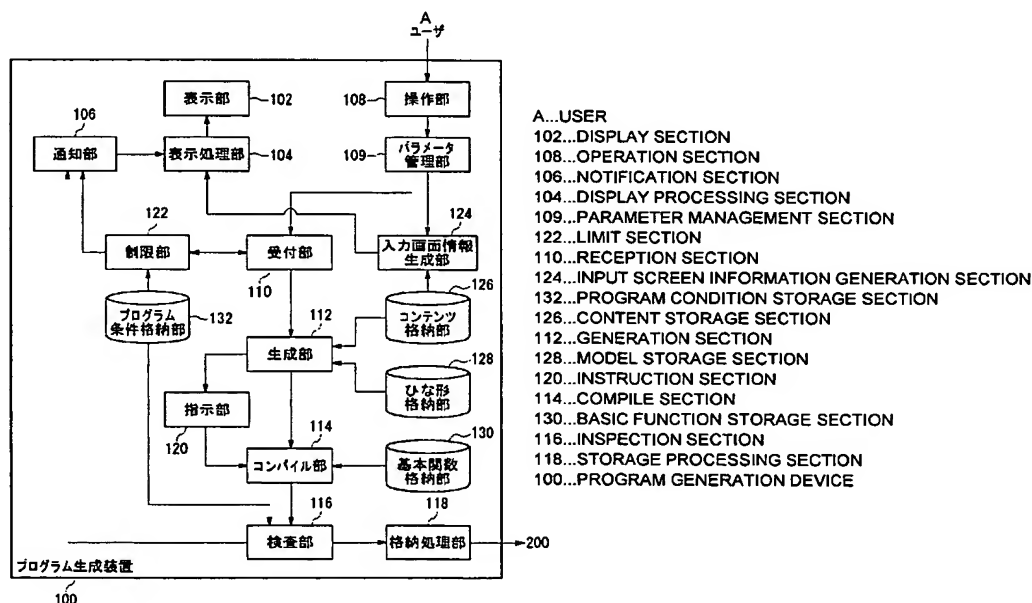 A
ユーザ
表示部
102
108
操作部
106
通知部
表示処理部
104
109
パラメータ
管理部
122
制限部
受付部
110
124
入力画面情報
生成部
プログラム
条件格納部
132
126
コンテンツ
格納部
112
生成部
128
ひな形
格納部
指示部
120
114
コンパイル部
130
基本関数
格納部
116
検査部
118
格納処理部
200
プログラム生成装置
100
A...USER
102...DISPLAY SECTION
108...OPERATION SECTION
106...NOTIFICATION SECTION
104...DISPLAY PROCESSING SECTION
109...PARAMETER MANAGEMENT SECTION
122...LIMIT SECTION
110...RECEPTION SECTION
124...INPUT SCREEN INFORMATION GENERATION SECTION
132...PROGRAM CONDITION STORAGE SECTION
126...CONTENT STORAGE SECTION
112...GENERATION SECTION
128...MODEL STORAGE SECTION
120...INSTRUCTION SECTION
114...COMPILE SECTION
130...BASIC FUNCTION STORAGE SECTION
116...INSPECTION SECTION
118...STORAGE PROCESSING SECTION
100...PROGRAM GENERATION DEVICE